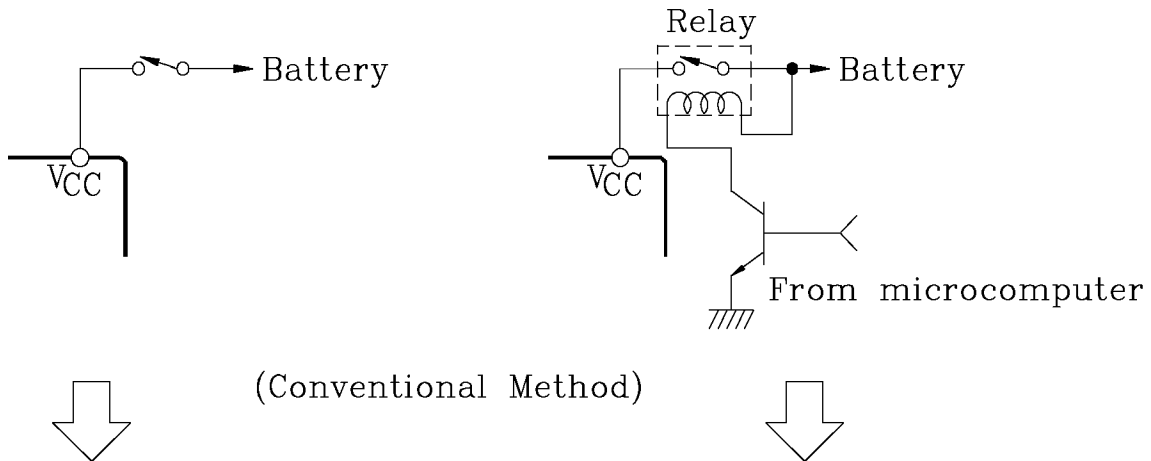 Relay
Battery
Battery
VCC
VCC
From microcomputer
(Conventional Method)